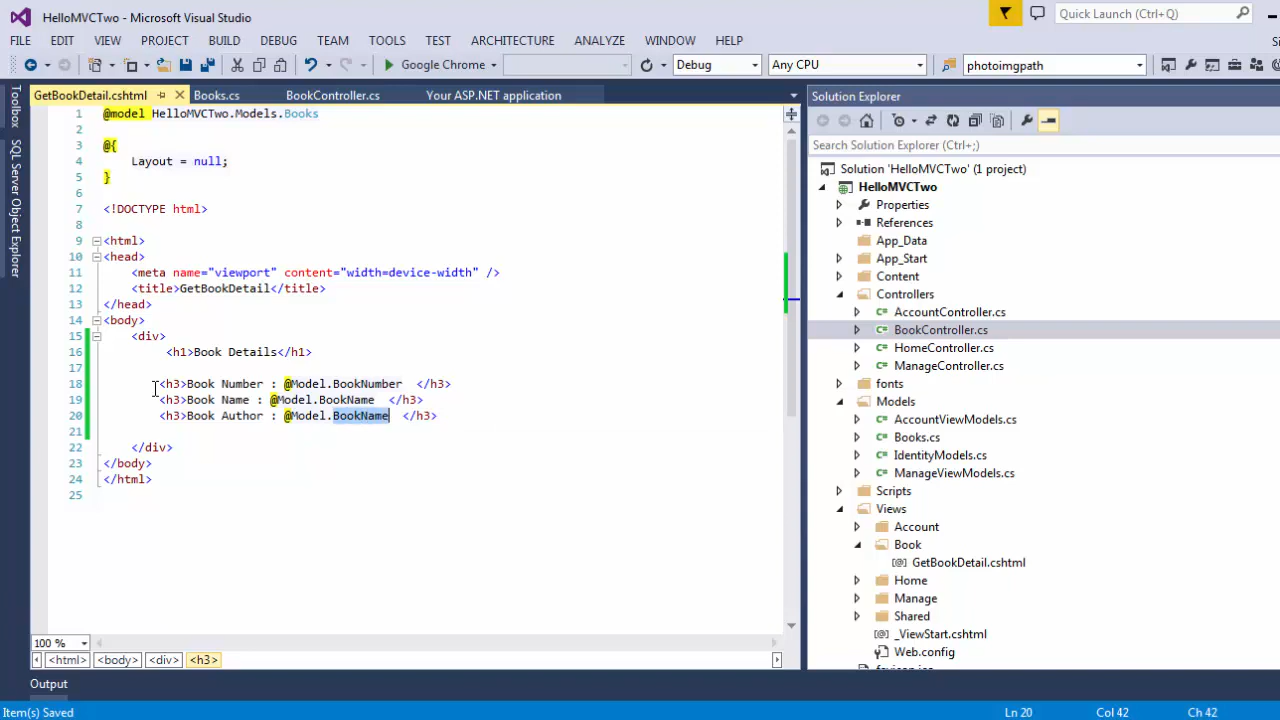 HelloMVCTwo - Microsoft Visual Studio
Quick Launch (Ctrl+Q)
FILE EDIT VIEW PROJECT BUILD DEBUG TEAM TOOLS TEST ARCHITECTURE ANALYZE WINDOW HELP
Google Chrome Debug Any CPU photoimgpath
Toolbox
SQL Server Object Explorer
GetBookDetail.cshtml Books.cs BookController.cs Your ASP.NET application
1 @model HelloMVCTwo.Models.Books
2
3 @{
4 Layout = null;
5 }
6
7 <!DOCTYPE html>
8
9 <html>
10 <head>
11 <meta name="viewport" content="width=device-width" />
12 <title>GetBookDetail</title>
13 </head>
14 <body>
15 <div>
16 <h1>Book Details</h1>
17
18 <h3>Book Number : @Model.BookNumber </h3>
19 <h3>Book Name : @Model.BookName </h3>
20 <h3>Book Author : @Model.BookName </h3>
21
22 </div>
23 </body>
24 </html>
25
100 %
<html> <body> <div> <h3>
Solution Explorer
Search Solution Explorer (Ctrl+;)
Solution 'HelloMVCTwo' (1 project)
HelloMVCTwo
Properties
References
App_Data
App_Start
Content
Controllers
C# AccountController.cs
C# BookController.cs
C# HomeController.cs
C# ManageController.cs
fonts
Models
C# AccountViewModels.cs
C# Books.cs
C# IdentityModels.cs
C# ManageViewModels.cs
Scripts
Views
Account
Book
[@] GetBookDetail.cshtml
Home
Manage
Shared
[@] _ViewStart.cshtml
Web.config
Output
Item(s) Saved Ln 20 Col 42 Ch 42